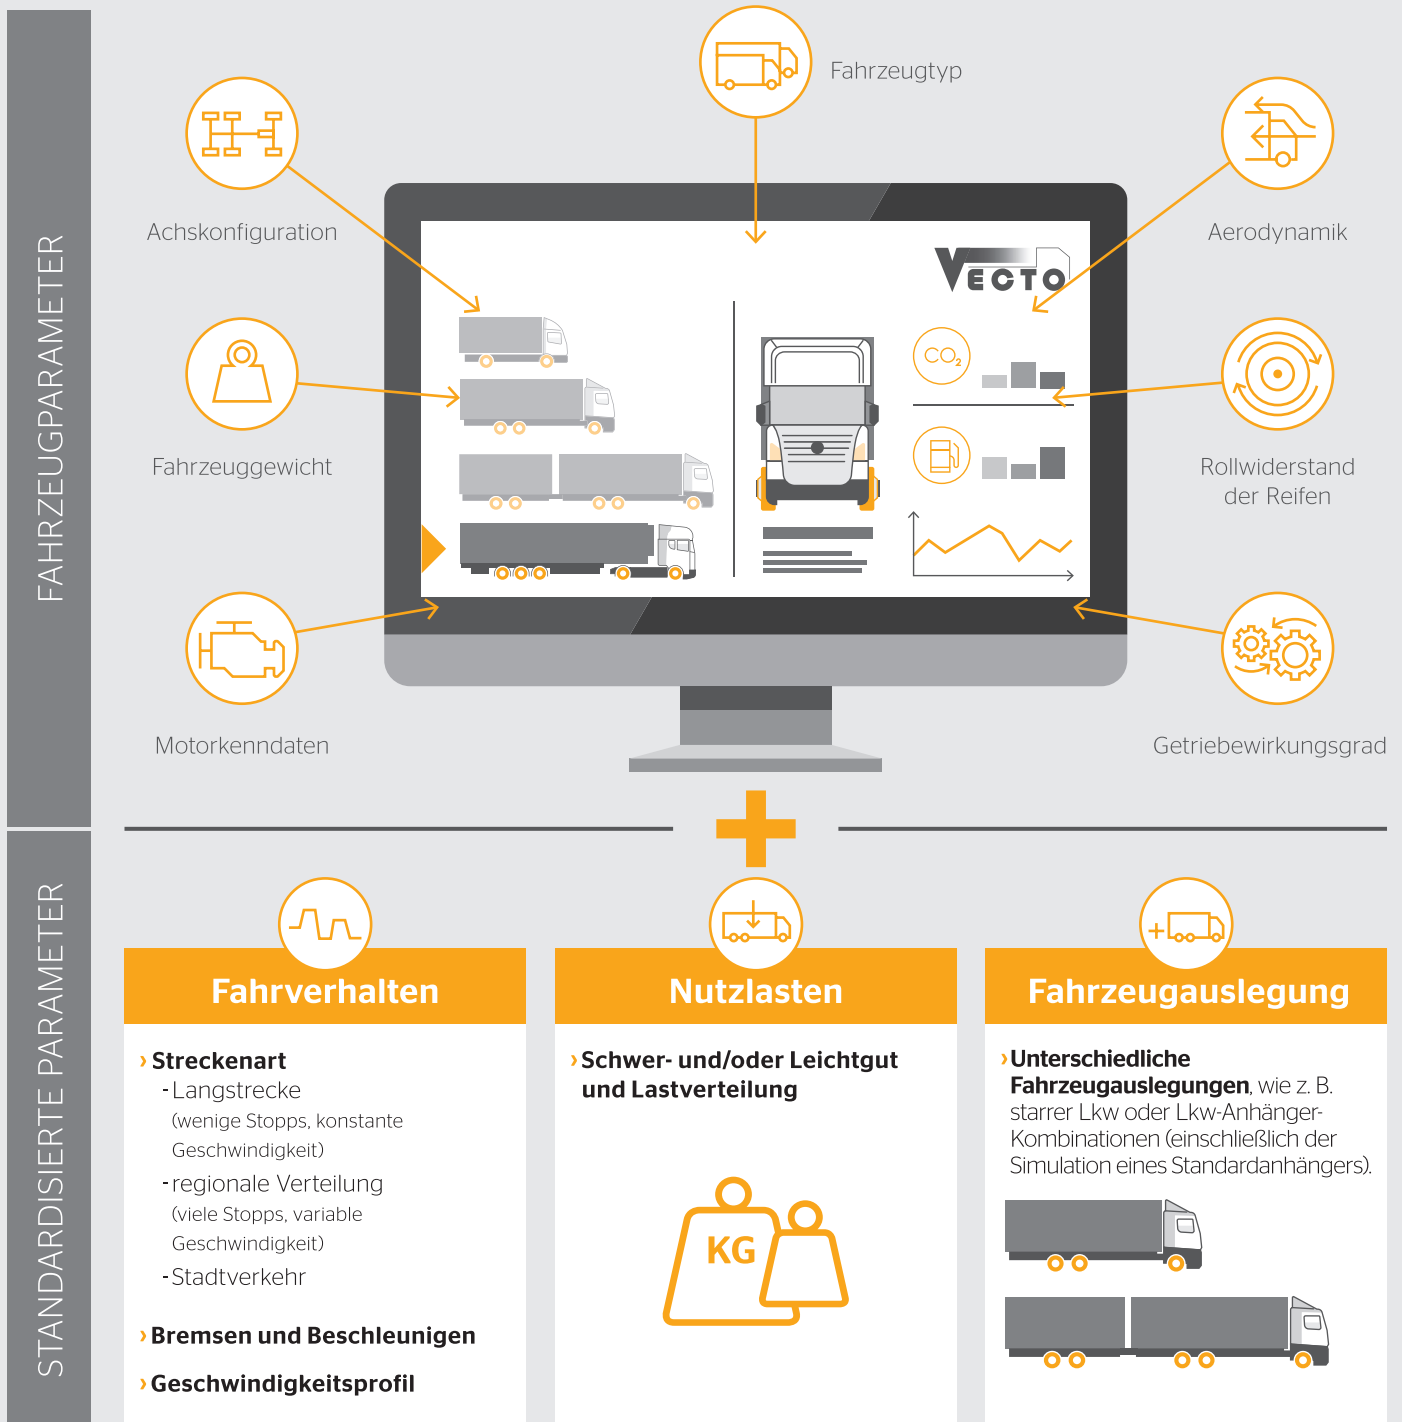 FAHRZEUGPARAMETER
Fahrzeugtyp
Achskonfiguration
Aerodynamik
VECTO
CO₂
Fahrzeuggewicht
Rollwiderstand
der Reifen
Motorkenndaten
Getriebewirkungsgrad
+
STANDARDISIERTE PARAMETER
Fahrverhalten
› Streckenart
- Langstrecke
(wenige Stopps, konstante
Geschwindigkeit)
- regionale Verteilung
(viele Stopps, variable
Geschwindigkeit)
- Stadtverkehr
› Bremsen und Beschleunigen
› Geschwindigkeitsprofil
Nutzlasten
› Schwer- und/oder Leichtgut
und Lastverteilung
KG
Fahrzeugauslegung
› Unterschiedliche
Fahrzeugauslegungen, wie z. B.
starrer Lkw oder Lkw-Anhänger-
Kombinationen (einschließlich der
Simulation eines Standardanhängers).